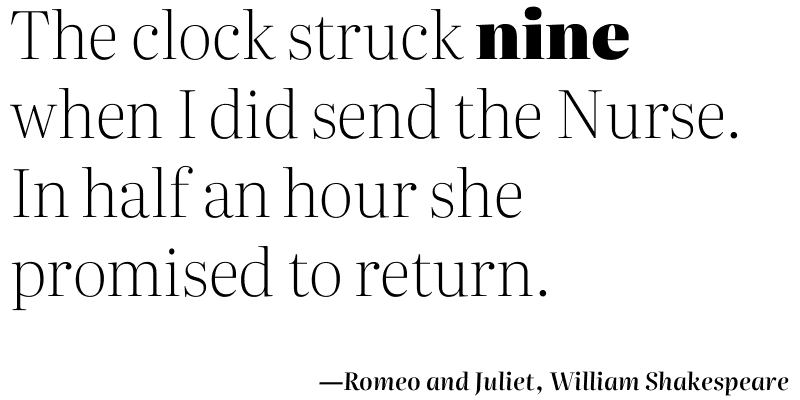 The clock struck nine
when I did send the Nurse.
In half an hour she
promised to return.
—Romeo and Juliet, William Shakespeare